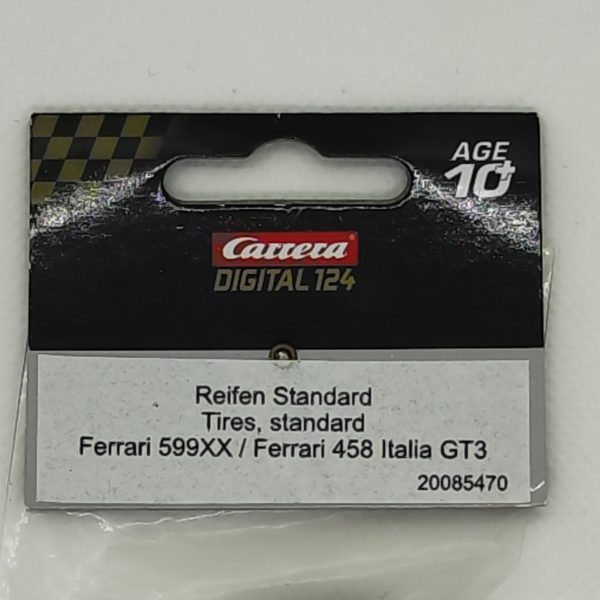 AGE
10+
Carrera®
DIGITAL 124
Reifen Standard
Tires, standard
Ferrari 599XX / Ferrari 458 Italia GT3
20085470